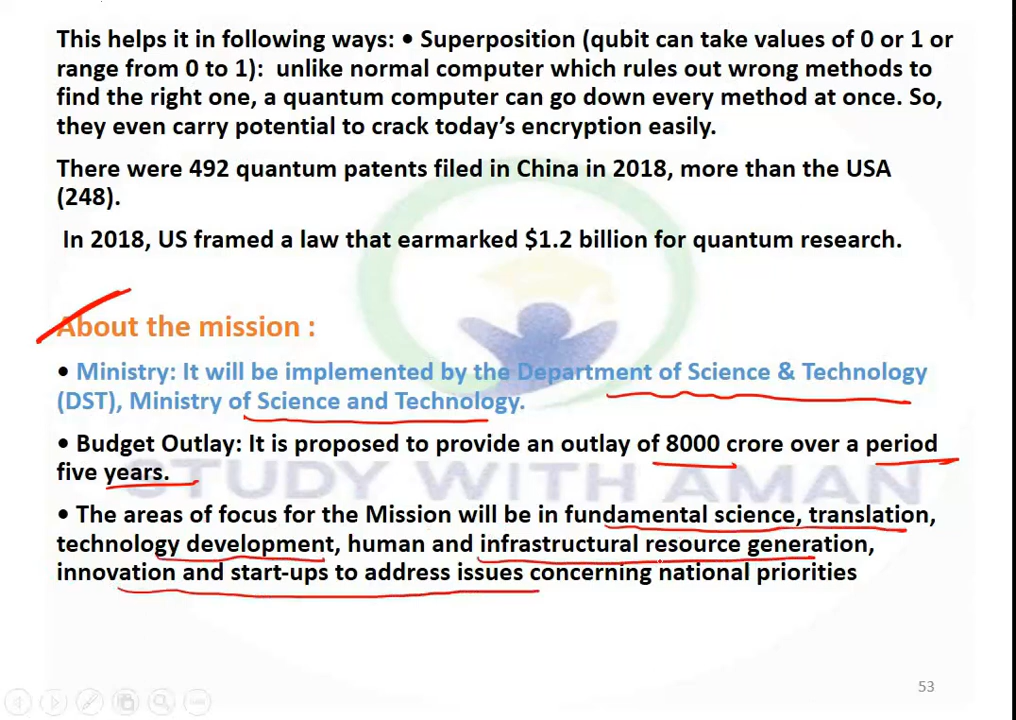 This helps it in following ways: • Superposition (qubit can take values of 0 or 1 or
range from 0 to 1): unlike normal computer which rules out wrong methods to
find the right one, a quantum computer can go down every method at once. So,
they even carry potential to crack today’s encryption easily.
There were 492 quantum patents filed in China in 2018, more than the USA
(248).
In 2018, US framed a law that earmarked $1.2 billion for quantum research.
About the mission :
• Ministry: It will be implemented by the Department of Science & Technology
(DST), Ministry of Science and Technology.
• Budget Outlay: It is proposed to provide an outlay of 8000 crore over a period
five years.
STUDY WITH AMAN
• The areas of focus for the Mission will be in fundamental science, translation,
technology development, human and infrastructural resource generation,
innovation and start-ups to address issues concerning national priorities
53